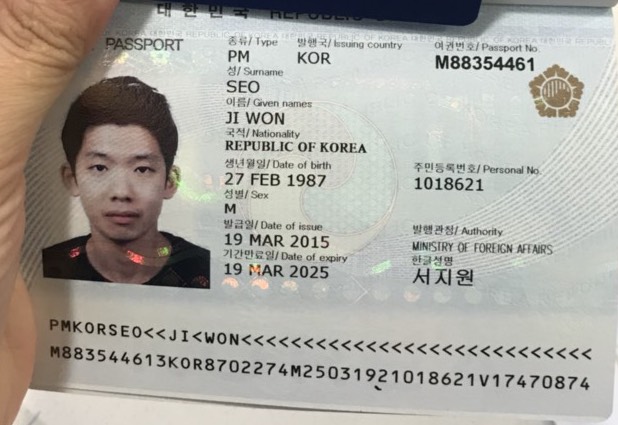 대한민국 REPUBLIC
PASSPORT
종류/ Type 발행국/ Issuing country 여권번호/ Passport No.
PM KOR M88354461
성/ Surname
SEO
이름/ Given names
JI WON
국적/ Nationality
REPUBLIC OF KOREA
생년월일/ Date of birth 주민등록번호/ Personal No.
27 FEB 1987 1018621
성별/ Sex
M
발급일/ Date of issue 발행관청/ Authority
19 MAR 2015 MINISTRY OF FOREIGN AFFAIRS
기간만료일/ Date of expiry 한글성명
19 MAR 2025 서지원
PMKORSEO<<JI<WON<<<<<<<<<<<<<<<<<<<<<<<<<<<<
M883544613KOR8702274M25031921018621V17470874